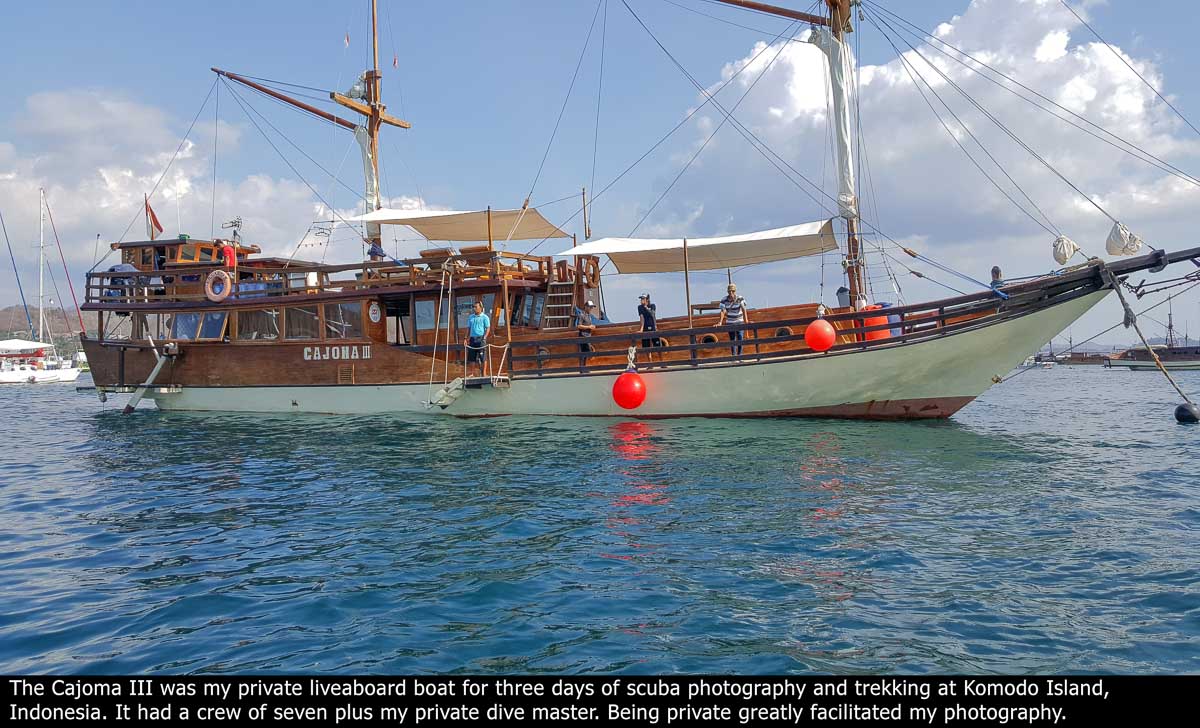 CAJOMA III
The Cajoma III was my private liveaboard boat for three days of scuba photography and trekking at Komodo Island,
Indonesia. It had a crew of seven plus my private dive master. Being private greatly facilitated my photography.